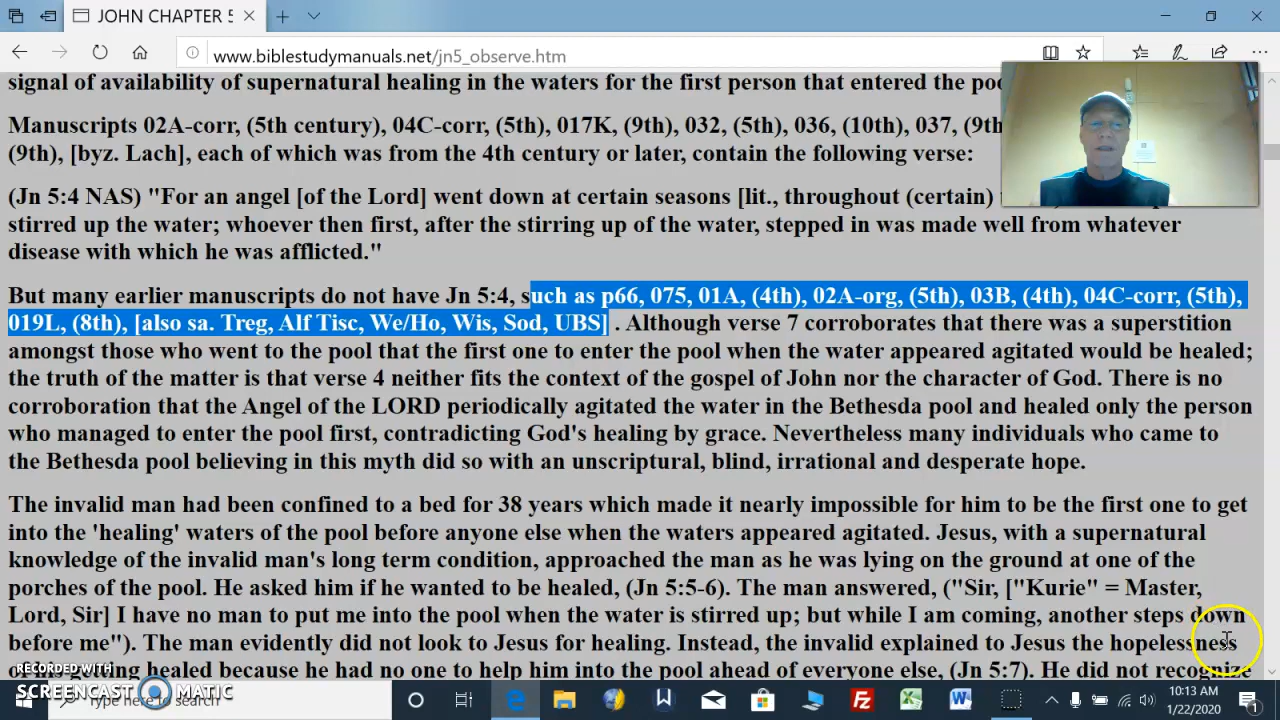 JOHN CHAPTER 5
www.biblestudymanuals.net/jn5_observe.htm
signal of availability of supernatural healing in the waters for the first person that entered the
Manuscripts 02A-corr, (5th century), 04C-corr, (5th), 017K, (9th), 032, (5th), 036, (10th), 037,
(9th), [byz. Lach], each of which was from the 4th century or later, contain the following verse:
(Jn 5:4 NAS) "For an angel [of the Lord] went down at certain seasons [lit., throughout (certain)
stirred up the water; whoever then first, after the stirring up of the water, stepped in was made well from whatever
disease with which he was afflicted."
But many earlier manuscripts do not have Jn 5:4, such as p66, 075, 01A, (4th), 02A-org, (5th), 03B, (4th), 04C-corr, (5th),
019L, (8th), [also sa. Treg, Alf Tisc, We/Ho, Wis, Sod, UBS] . Although verse 7 corroborates that there was a superstition
amongst those who went to the pool that the first one to enter the pool when the water appeared agitated would be healed;
the truth of the matter is that verse 4 neither fits the context of the gospel of John nor the character of God. There is no
corroboration that the Angel of the LORD periodically agitated the water in the Bethesda pool and healed only the person
who managed to enter the pool first, contradicting God's healing by grace. Nevertheless many individuals who came to
the Bethesda pool believing in this myth did so with an unscriptural, blind, irrational and desperate hope.
The invalid man had been confined to a bed for 38 years which made it nearly impossible for him to be the first one to get
into the 'healing' waters of the pool before anyone else when the waters appeared agitated. Jesus, with a supernatural
knowledge of the invalid man's long term condition, approached the man as he was lying on the ground at one of the
porches of the pool. He asked him if he wanted to be healed, (Jn 5:5-6). The man answered, ("Sir, ["Kurie" = Master,
Lord, Sir] I have no man to put me into the pool when the water is stirred up; but while I am coming, another steps down
before me"). The man evidently did not look to Jesus for healing. Instead, the invalid explained to Jesus the hopelessness
getting healed because he had no one to help him into the pool ahead of everyone else, (Jn 5:7). He did not recognize
RECORDED WITH
SCREENCAST MATIC
Type here to search
10:13 AM
1/22/2020